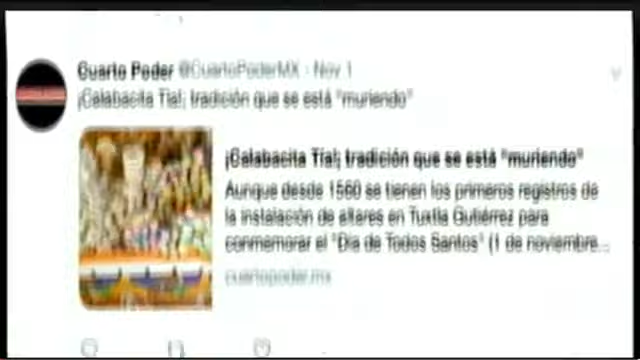 Cuarto Poder @CuartoPoderMX · Nov 1
¡Calabacita Tía!; tradición que se está "muriendo"
¡Calabacita Tía!; tradición que se está "muriendo"
Aunque desde 1560 se tienen los primeros registros de
la instalación de altares en Tuxtla Gutiérrez para
conmemorar el "Día de Todos Santos" (1 de noviembre...
cuartopoder.mx